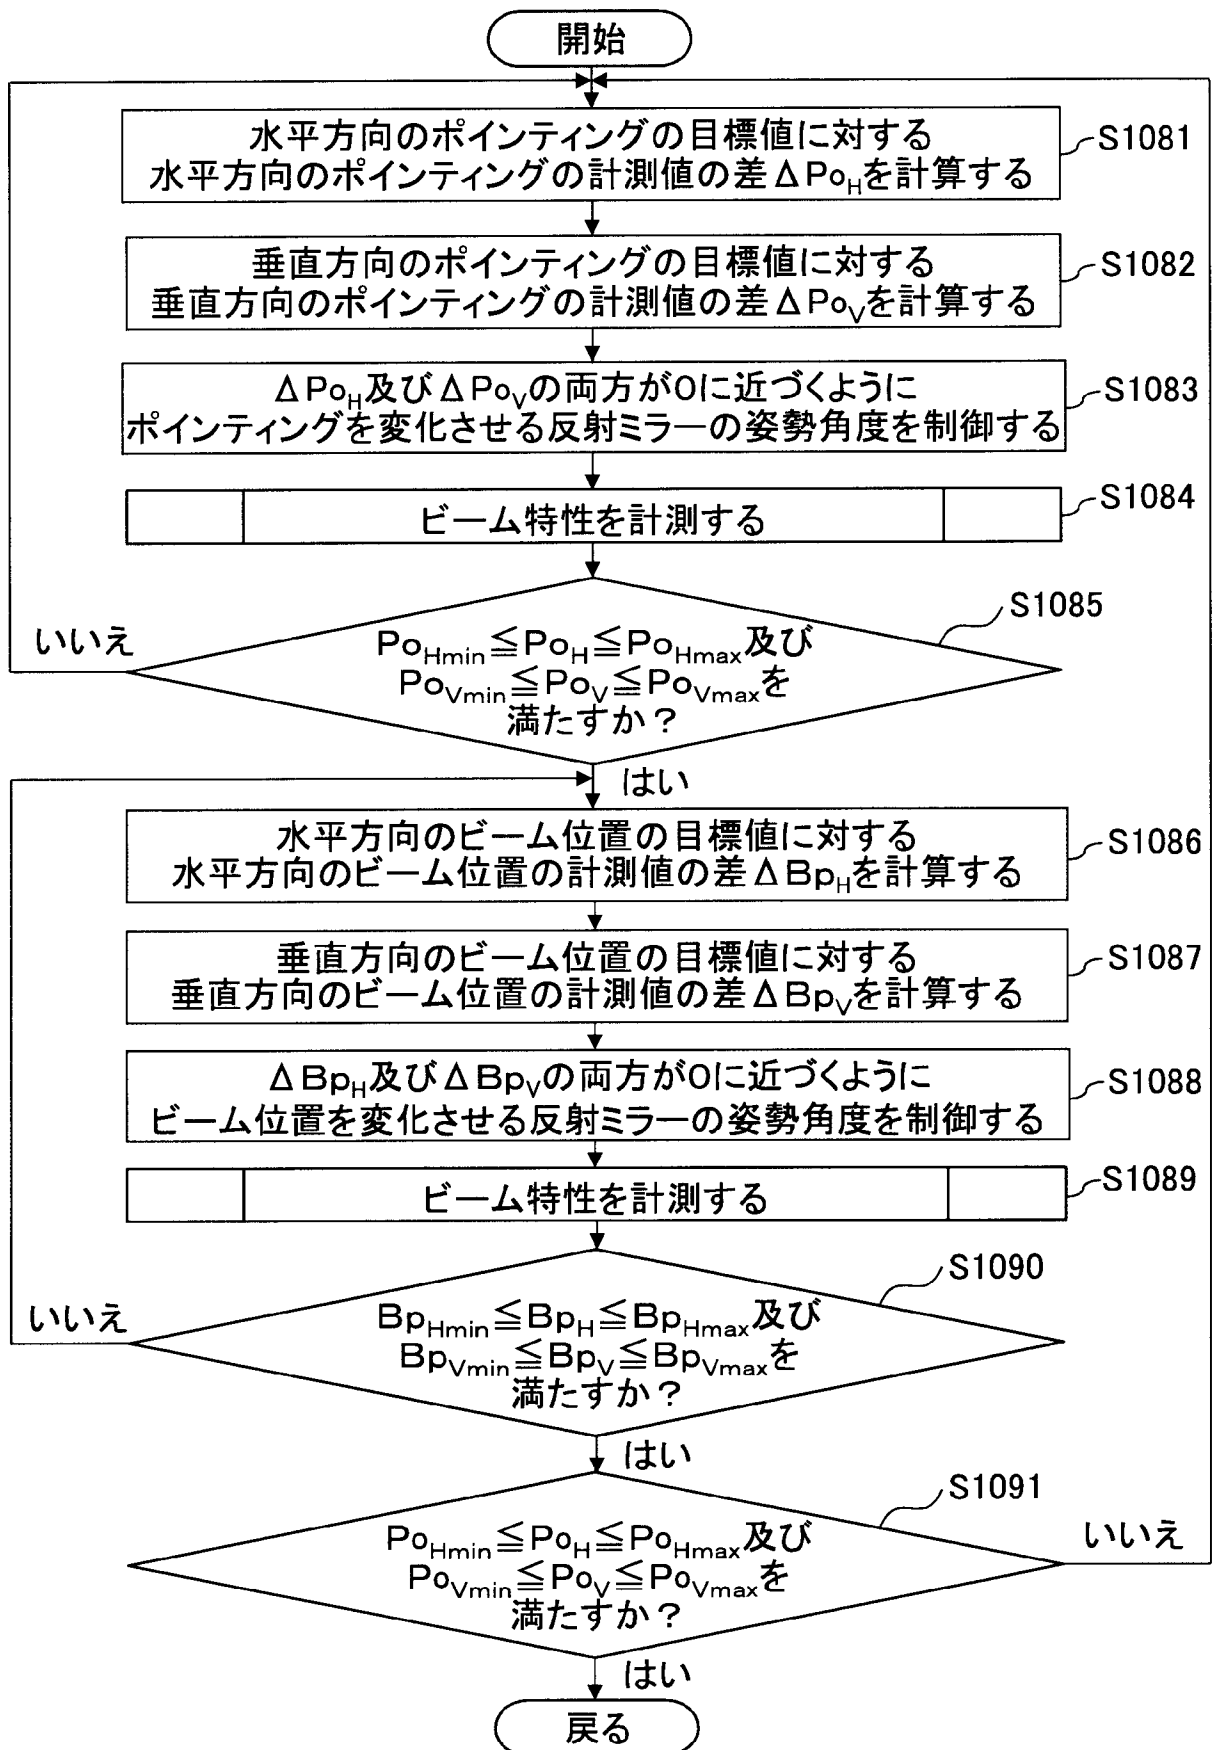 開始
水平方向のポインティングの目標値に対する
水平方向のポインティングの計測値の差ΔPoHを計算する
S1081
垂直方向のポインティングの目標値に対する
垂直方向のポインティングの計測値の差ΔPoVを計算する
S1082
ΔPoH及びΔPoVの両方が0に近づくように
ポインティングを変化させる反射ミラーの姿勢角度を制御する
S1083
ビーム特性を計測する
S1084
S1085
いいえ
PoHmin≦PoH≦PoHmax及び
PoVmin≦PoV≦PoVmaxを
満たすか？
はい
水平方向のビーム位置の目標値に対する
水平方向のビーム位置の計測値の差ΔBpHを計算する
S1086
垂直方向のビーム位置の目標値に対する
垂直方向のビーム位置の計測値の差ΔBpVを計算する
S1087
ΔBpH及びΔBpVの両方が0に近づくように
ビーム位置を変化させる反射ミラーの姿勢角度を制御する
S1088
ビーム特性を計測する
S1089
S1090
いいえ
BpHmin≦BpH≦BpHmax及び
BpVmin≦BpV≦BpVmaxを
満たすか？
はい
S1091
PoHmin≦PoH≦PoHmax及び
PoVmin≦PoV≦PoVmaxを
満たすか？
いいえ
はい
戻る